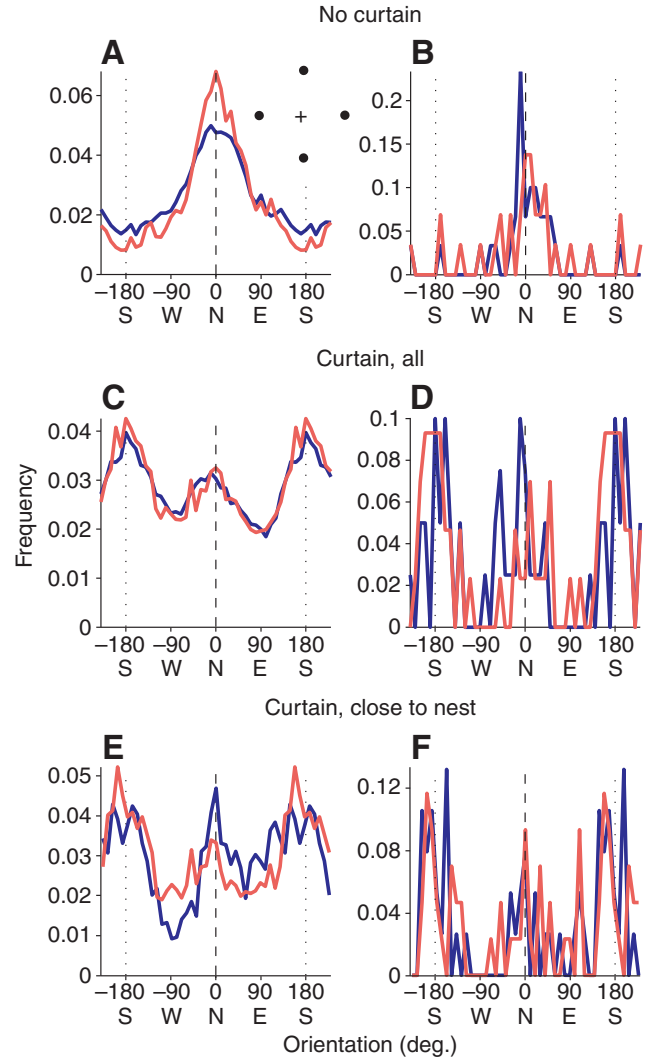 No curtain
A
B
0.06
0.04
0.02
0
0.2
0.15
0.1
0.05
0
−180 −90 0 90 180
S W N E S
−180 −90 0 90 180
S W N E S
Curtain, all
C
D
Frequency
0.04
0.03
0.02
0.01
0
0.1
0.08
0.06
0.04
0.02
0
−180 −90 0 90 180
S W N E S
−180 −90 0 90 180
S W N E S
Curtain, close to nest
E
F
0.05
0.04
0.03
0.02
0.01
0
0.12
0.08
0.04
0
−180 −90 0 90 180
S W N E S
−180 −90 0 90 180
S W N E S
Orientation (deg.)